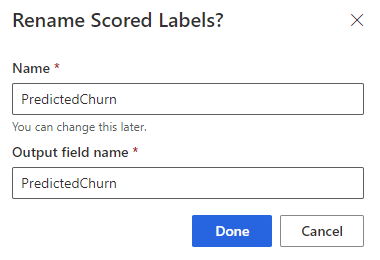 Rename Scored Labels?
Name *
PredictedChurn
You can change this later.
Output field name *
PredictedChurn
Done Cancel